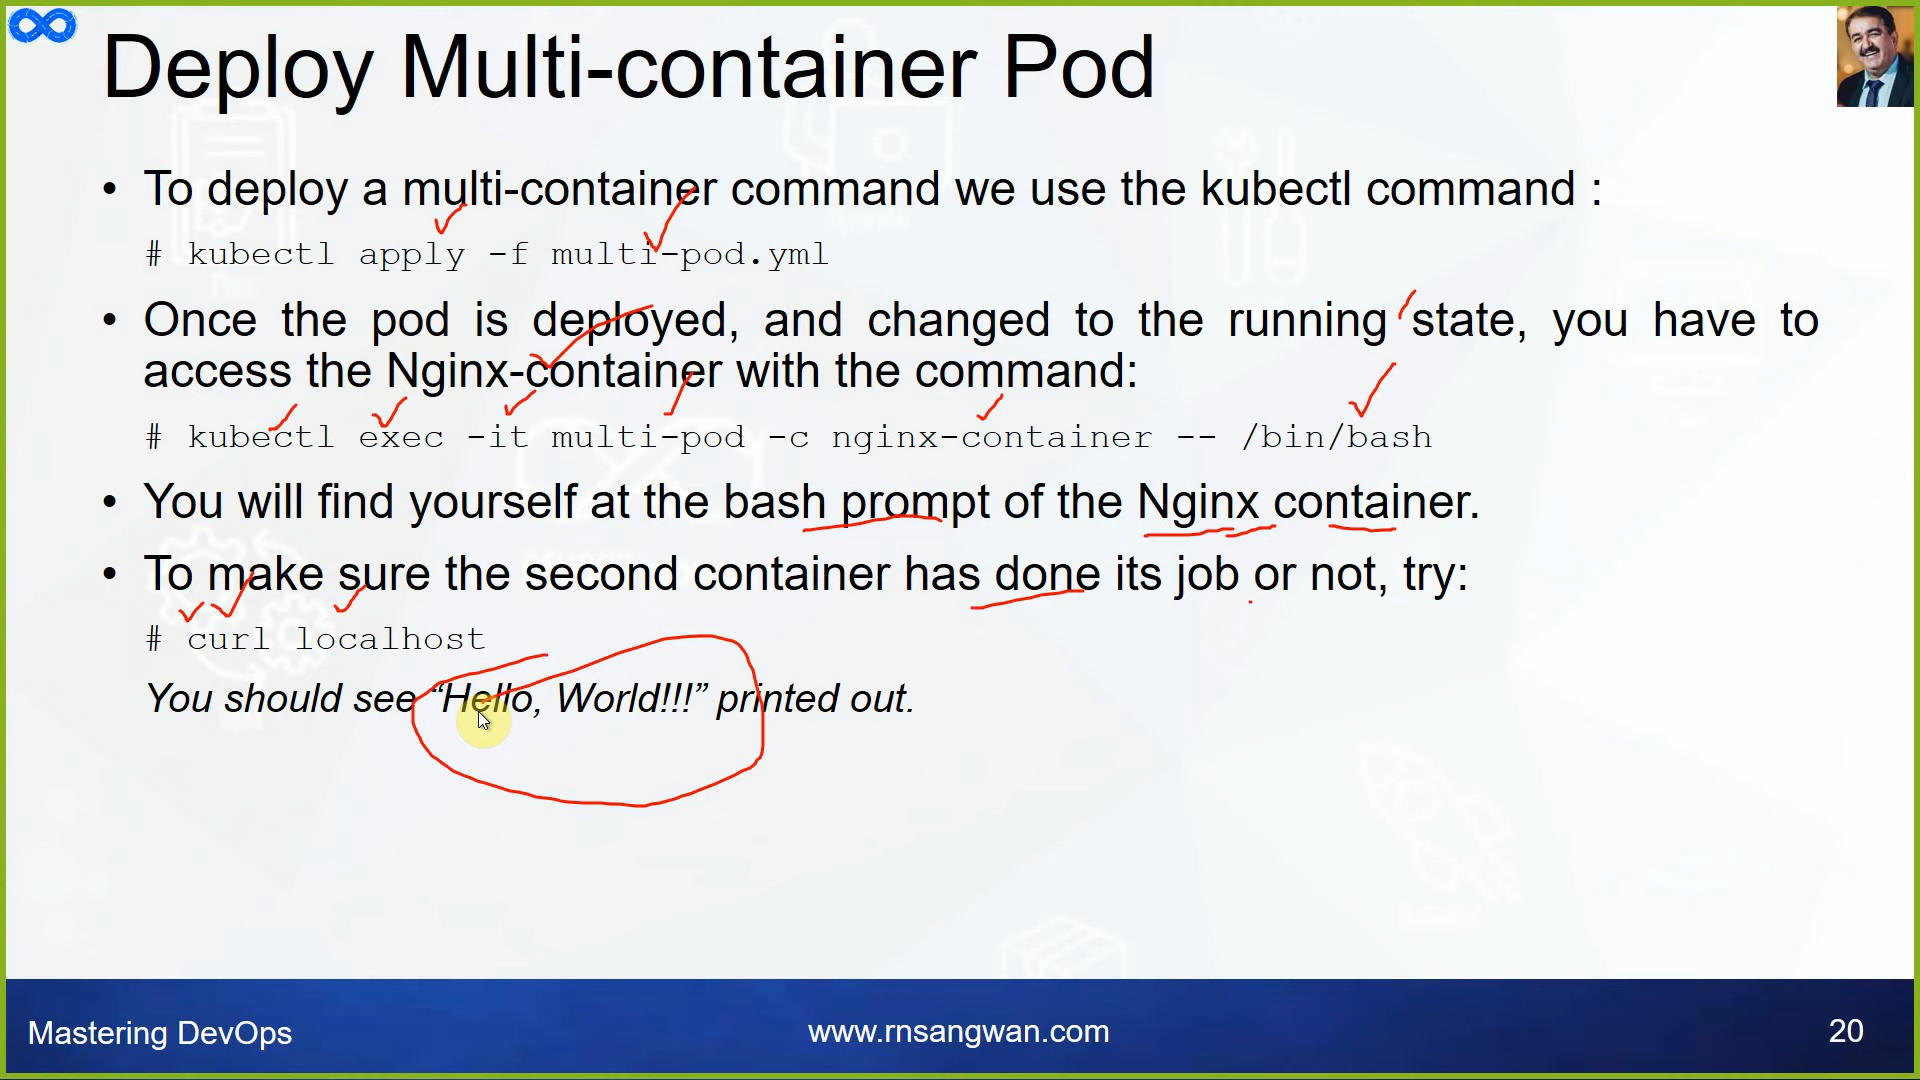 Deploy Multi-container Pod
• To deploy a multi-container command we use the kubectl command :
# kubectl apply -f multi-pod.yml
• Once the pod is deployed, and changed to the running state, you have to
access the Nginx-container with the command:
# kubectl exec -it multi-pod -c nginx-container -- /bin/bash
• You will find yourself at the bash prompt of the Nginx container.
• To make sure the second container has done its job or not, try:
# curl localhost
You should see “Hello, World!!!” printed out.
Mastering DevOps
www.rnsangwan.com
20